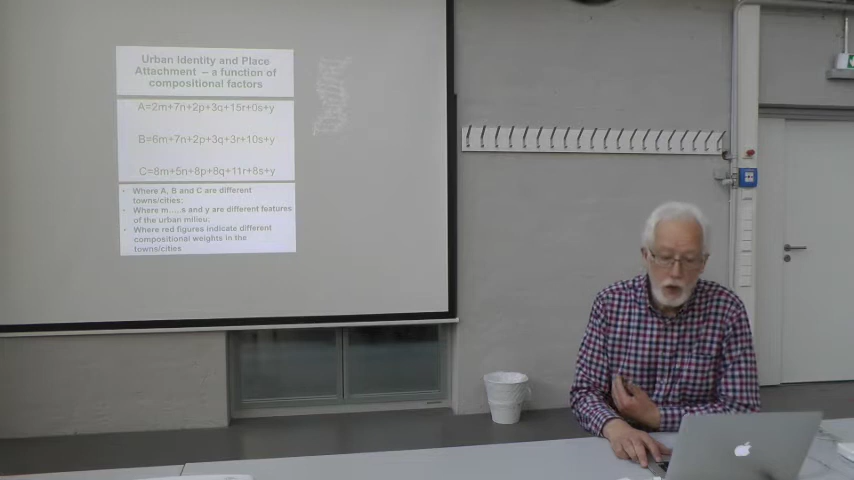 Urban Identity and Place
Attachment – a function of
compositional factors
A=2m+7n+2p+3q+15r+0s+y
B=6m+7n+2p+3q+3r+10s+y
C=8m+5n+8p+8q+11r+8s+y
• Where A, B and C are different
towns/cities;
• Where m…..s and y are different features
of the urban milieu;
• Where red figures indicate different
compositional weights in the
towns/cities